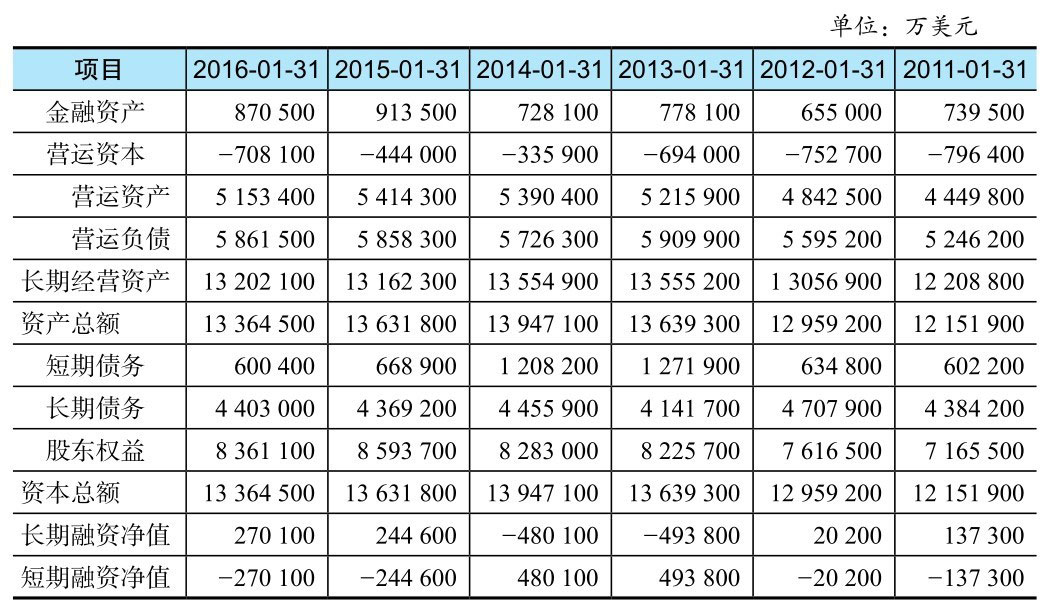 单位：万美元
项目 2016-01-31 2015-01-31 2014-01-31 2013-01-31 2012-01-31 2011-01-31
金融资产 870 500 913 500 728 100 778 100 655 000 739 500
营运资本 −708 100 −444 000 −335 900 −694 000 −752 700 −796 400
营运资产 5 153 400 5 414 300 5 390 400 5 215 900 4 842 500 4 449 800
营运负债 5 861 500 5 858 300 5 726 300 5 909 900 5 595 200 5 246 200
长期经营资产 13 202 100 13 162 300 13 554 900 13 555 200 1 3056 900 12 208 800
资产总额 13 364 500 13 631 800 13 947 100 13 639 300 12 959 200 12 151 900
短期债务 600 400 668 900 1 208 200 1 271 900 634 800 602 200
长期债务 4 403 000 4 369 200 4 455 900 4 141 700 4 707 900 4 384 200
股东权益 8 361 100 8 593 700 8 283 000 8 225 700 7 616 500 7 165 500
资本总额 13 364 500 13 631 800 13 947 100 13 639 300 12 959 200 12 151 900
长期融资净值 270 100 244 600 −480 100 −493 800 20 200 137 300
短期融资净值 −270 100 −244 600 480 100 493 800 −20 200 −137 300